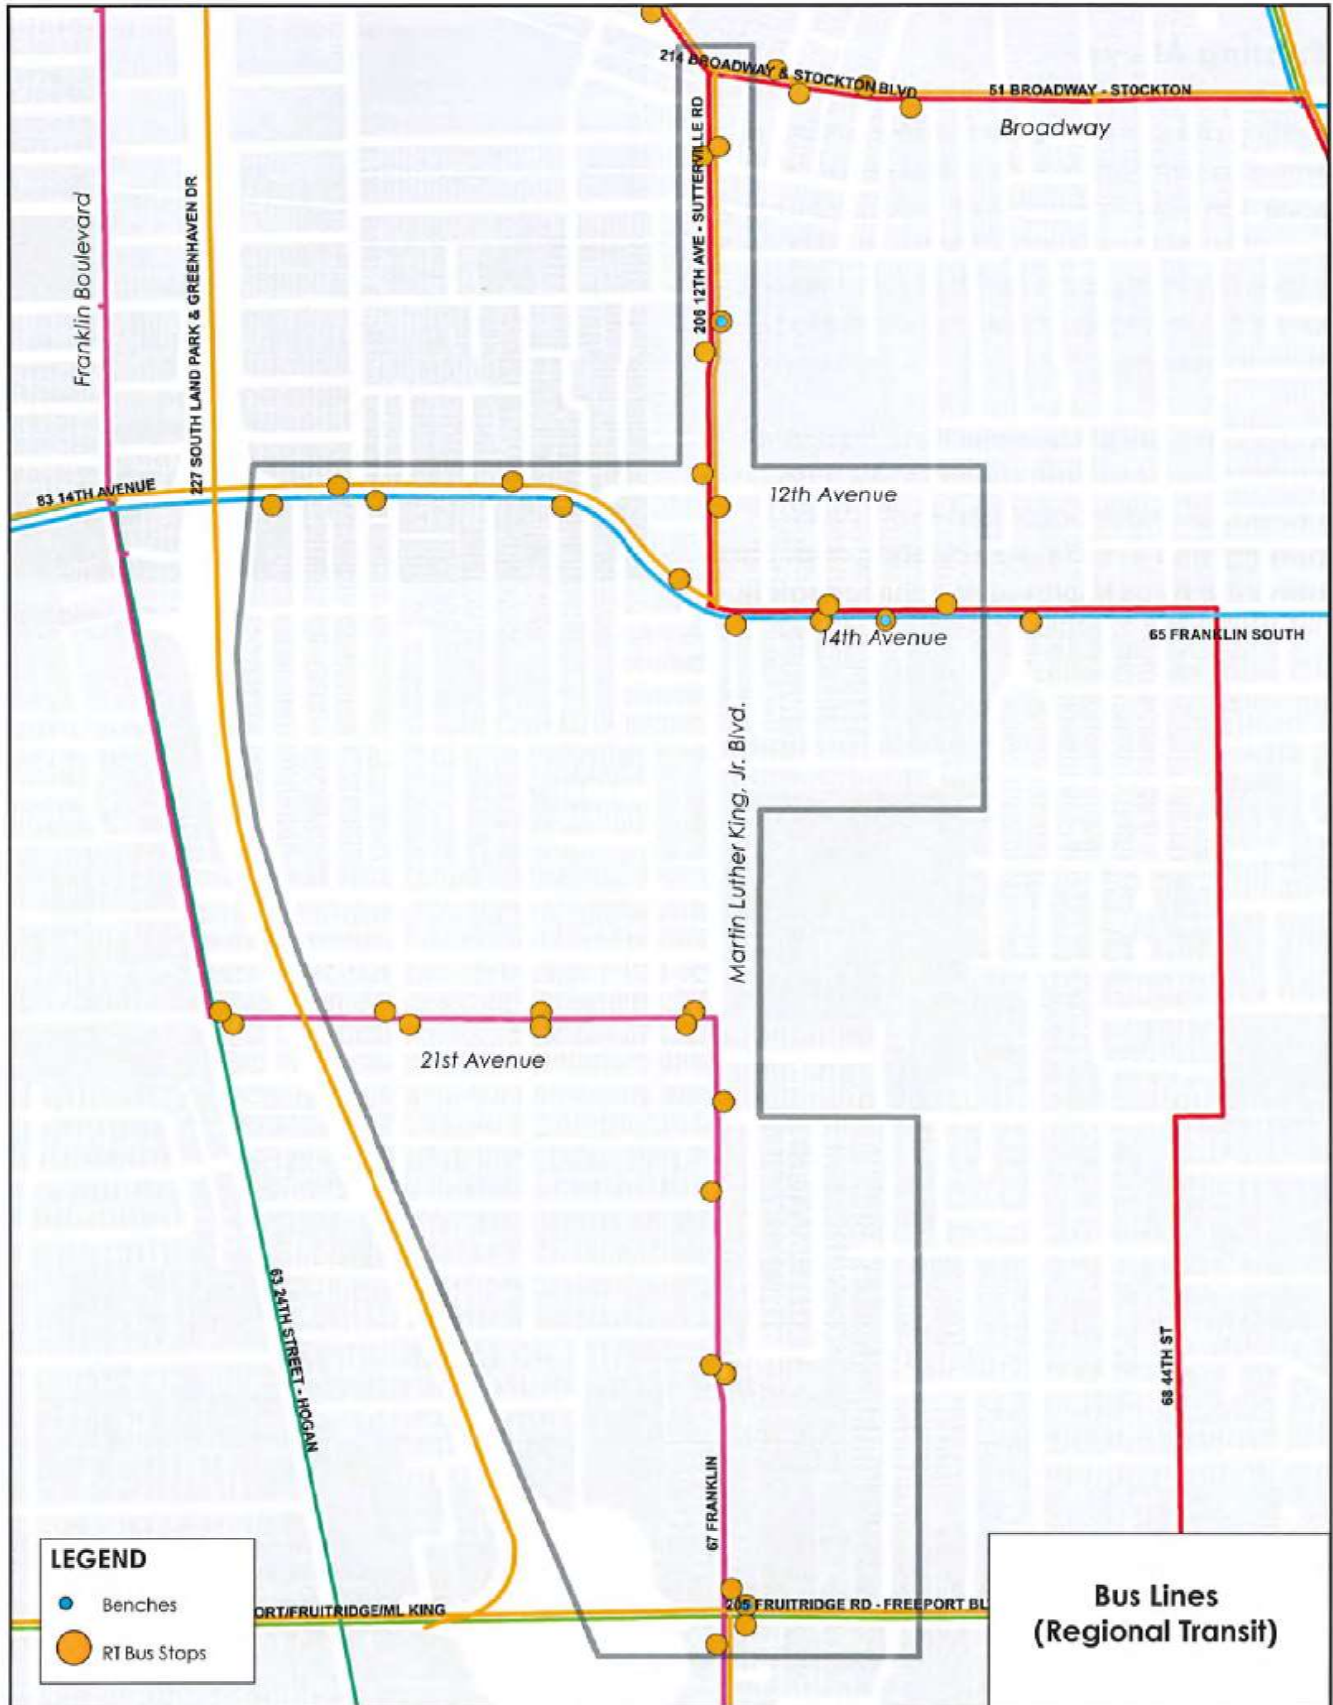 214 BROADWAY & STOCKTON BLVD
51 BROADWAY - STOCKTON
Broadway
206 12TH AVE - SUTTERVILLE RD
Franklin Boulevard
227 SOUTH LAND PARK & GREENHAVEN DR
83 14TH AVENUE
12th Avenue
14th Avenue
65 FRANKLIN SOUTH
Martin Luther King, Jr. Blvd.
21st Avenue
63 24TH STREET - HOGAN
68 44TH ST
67 FRANKLIN
LEGEND
Benches
RT Bus Stops
ORT/FRUITRIDGE/ML KING
205 FRUITRIDGE RD - FREEPORT BL
Bus Lines
(Regional Transit)